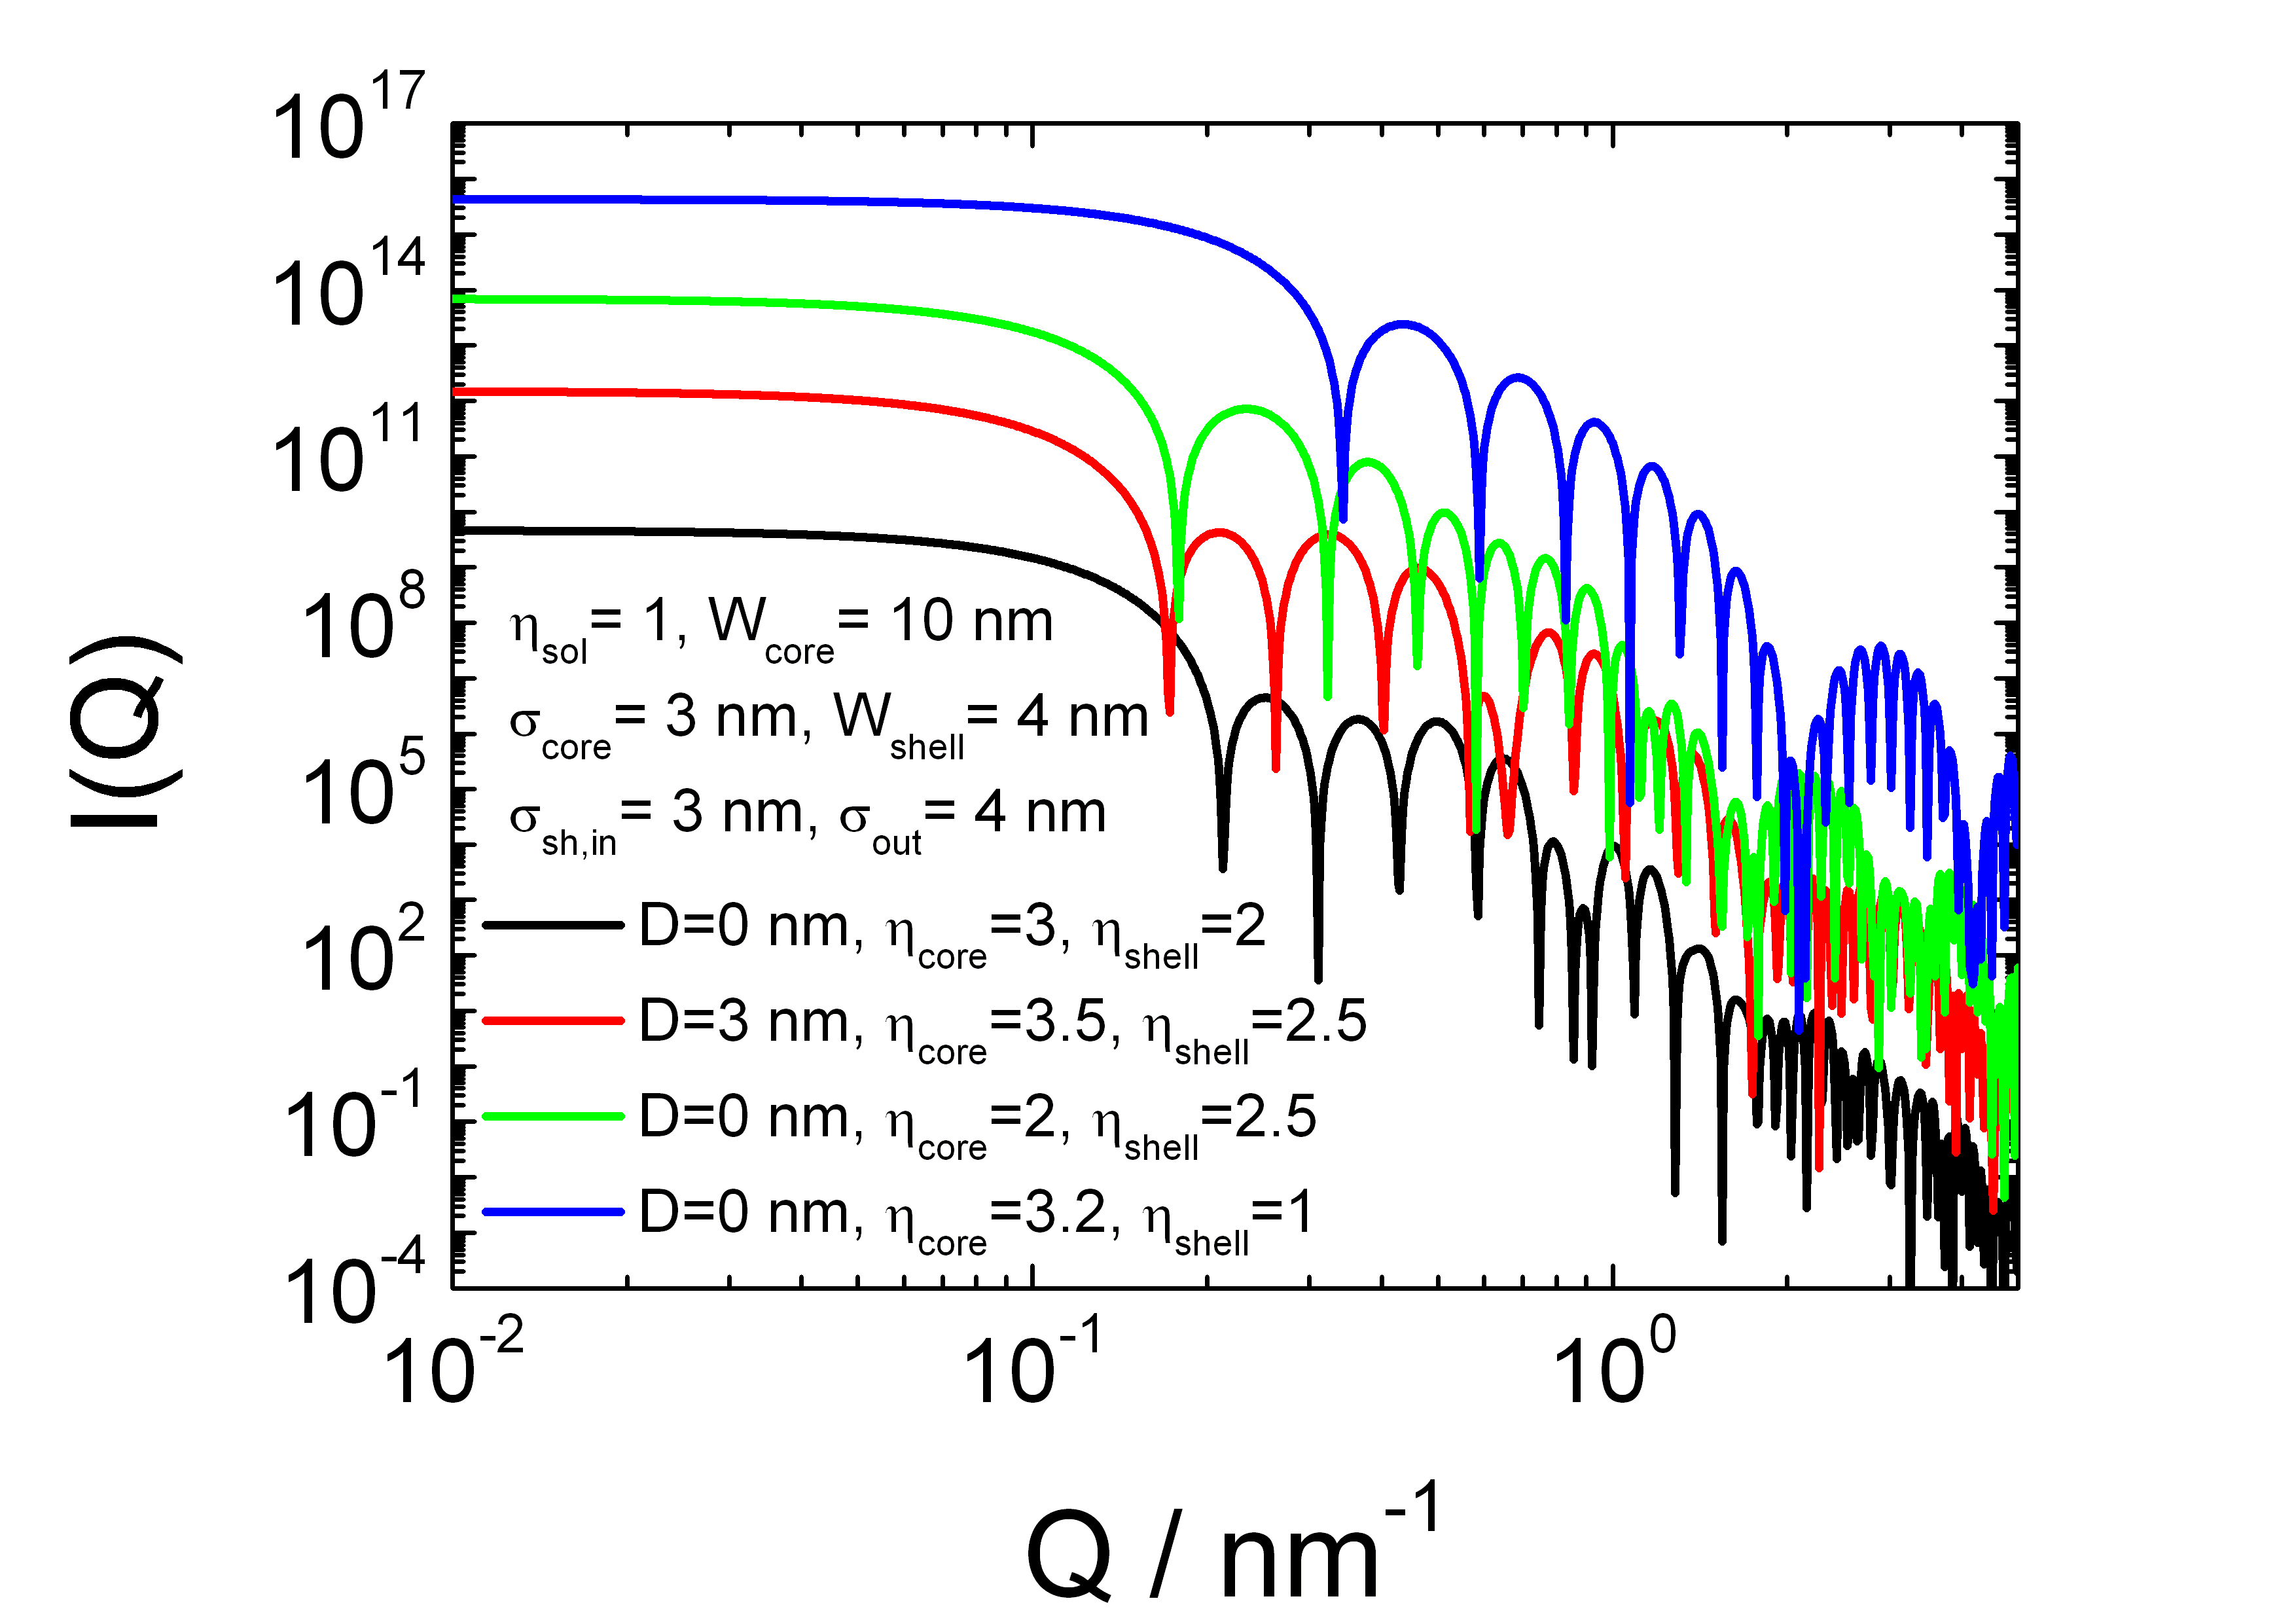 10^17
10^14
10^11
10^8
10^5
10^2
10^-1
10^-4
I(Q)
η_sol= 1, W_core= 10 nm
σ_core= 3 nm, W_shell= 4 nm
σ_sh,in= 3 nm, σ_out= 4 nm
D=0 nm, η_core=3, η_shell=2
D=3 nm, η_core=3.5, η_shell=2.5
D=0 nm, η_core=2, η_shell=2.5
D=0 nm, η_core=3.2, η_shell=1
10^-2 10^-1 10^0
Q / nm^-1